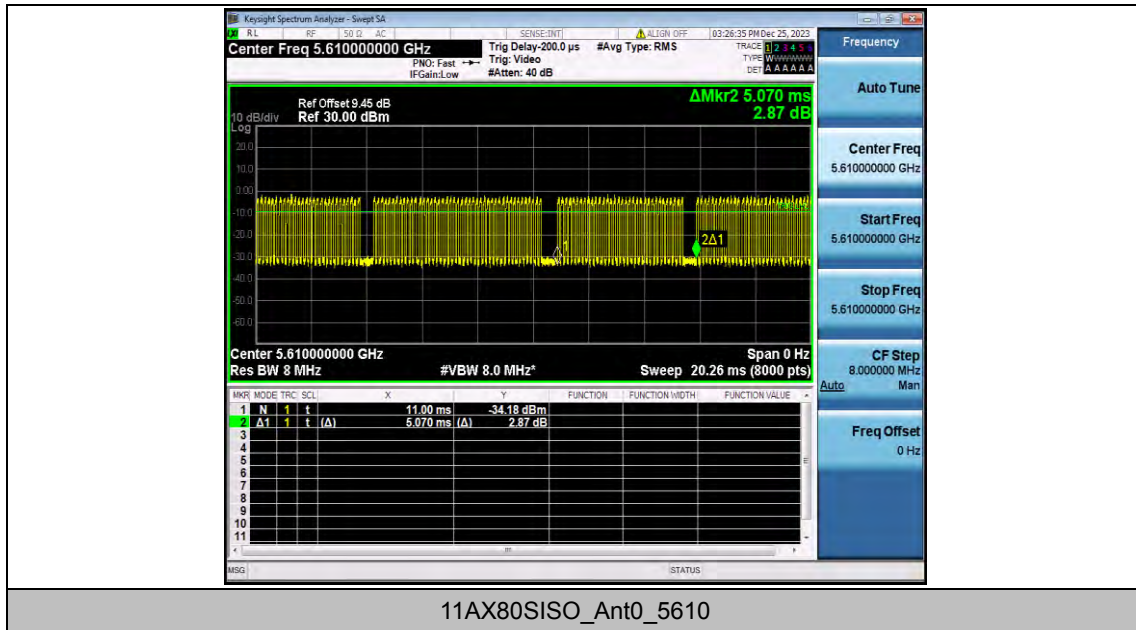 Keysight Spectrum Analyzer - Swept SA
RL RF 50 Ω AC SENSE:INT ALIGN OFF 03:26:35 PM Dec 25, 2023
Center Freq 5.610000000 GHz
PNO: Fast
IFGain:Low
Trig Delay-200.0 µs
Trig: Video
#Atten: 40 dB
#Avg Type: RMS
TRACE 1 2 3 4 5 6
TYPE W
DET A A A A A A
Frequency
ΔMkr2 5.070 ms
2.87 dB
Ref Offset 9.45 dB
10 dB/div Ref 30.00 dBm
Log
20.0
10.0
0.00
-10.0
-20.0
-30.0
-40.0
-50.0
-60.0
1
2Δ1
Center 5.610000000 GHz Span 0 Hz
Res BW 8 MHz #VBW 8.0 MHz* Sweep 20.26 ms (8000 pts)
MKR MODE TRC SCL X Y FUNCTION FUNCTION WIDTH FUNCTION VALUE
1 N 1 t 11.00 ms -34.18 dBm
2 Δ1 1 t (Δ) 5.070 ms (Δ) 2.87 dB
3
4
5
6
7
8
9
10
11
MSG STATUS
Auto Tune
Center Freq
5.610000000 GHz
Start Freq
5.610000000 GHz
Stop Freq
5.610000000 GHz
CF Step
8.000000 MHz
Auto Man
Freq Offset
0 Hz
11AX80SISO_Ant0_5610